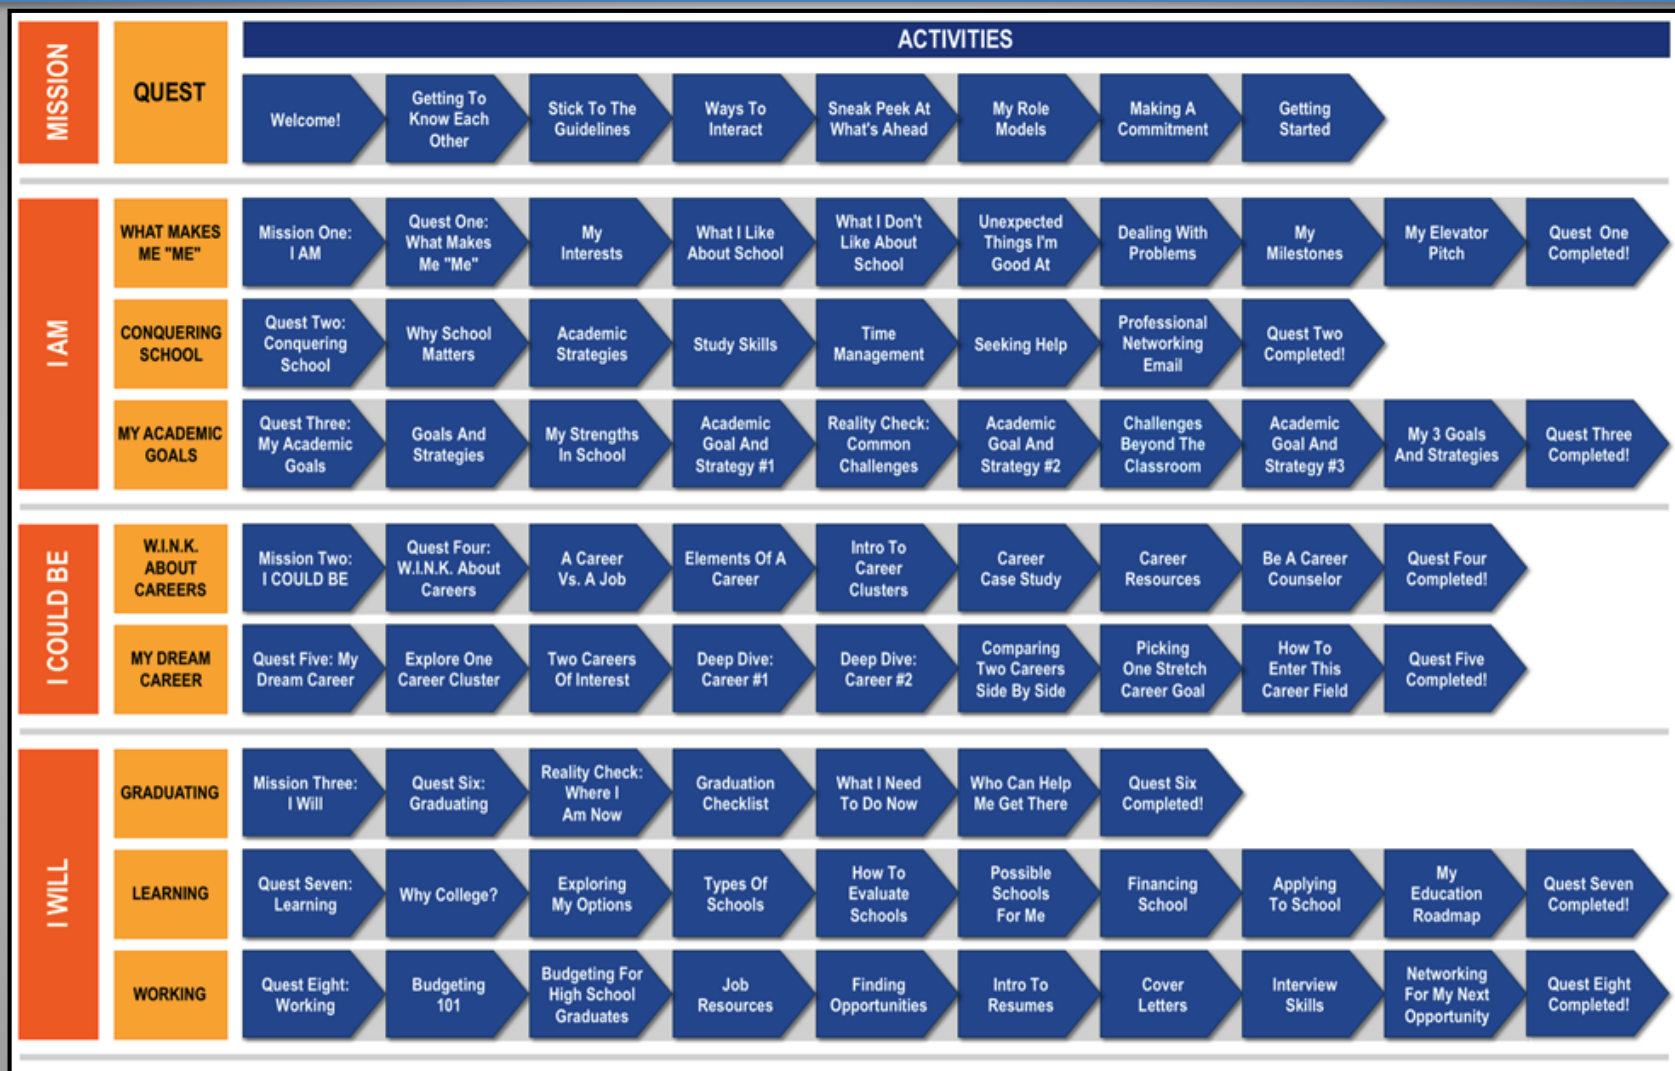 MISSION
QUEST
ACTIVITIES
Welcome!
Getting To
Know Each
Other
Stick To The
Guidelines
Ways To
Interact
Sneak Peek At
What's Ahead
My Role
Models
Making A
Commitment
Getting
Started
I AM
WHAT MAKES
ME "ME"
Mission One:
I AM
Quest One:
What Makes
Me "Me"
My
Interests
What I Like
About School
What I Don't
Like About
School
Unexpected
Things I'm
Good At
Dealing With
Problems
My
Milestones
My Elevator
Pitch
Quest One
Completed!
CONQUERING
SCHOOL
Quest Two:
Conquering
School
Why School
Matters
Academic
Strategies
Study Skills
Time
Management
Seeking Help
Professional
Networking
Email
Quest Two
Completed!
MY ACADEMIC
GOALS
Quest Three:
My Academic
Goals
Goals And
Strategies
My Strengths
In School
Academic
Goal And
Strategy #1
Reality Check:
Common
Challenges
Academic
Goal And
Strategy #2
Challenges
Beyond The
Classroom
Academic
Goal And
Strategy #3
My 3 Goals
And Strategies
Quest Three
Completed!
I COULD BE
W.I.N.K.
ABOUT
CAREERS
Mission Two:
I COULD BE
Quest Four:
W.I.N.K. About
Careers
A Career
Vs. A Job
Elements Of A
Career
Intro To
Career
Clusters
Career
Case Study
Career
Resources
Be A Career
Counselor
Quest Four
Completed!
MY DREAM
CAREER
Quest Five: My
Dream Career
Explore One
Career Cluster
Two Careers
Of Interest
Deep Dive:
Career #1
Deep Dive:
Career #2
Comparing
Two Careers
Side By Side
Picking
One Stretch
Career Goal
How To
Enter This
Career Field
Quest Five
Completed!
I WILL
GRADUATING
Mission Three:
I Will
Quest Six:
Graduating
Reality Check:
Where I
Am Now
Graduation
Checklist
What I Need
To Do Now
Who Can Help
Me Get There
Quest Six
Completed!
LEARNING
Quest Seven:
Learning
Why College?
Exploring
My Options
Types Of
Schools
How To
Evaluate
Schools
Possible
Schools
For Me
Financing
School
Applying
To School
My
Education
Roadmap
Quest Seven
Completed!
WORKING
Quest Eight:
Working
Budgeting
101
Budgeting For
High School
Graduates
Job
Resources
Finding
Opportunities
Intro To
Resumes
Cover
Letters
Interview
Skills
Networking
For My Next
Opportunity
Quest Eight
Completed!